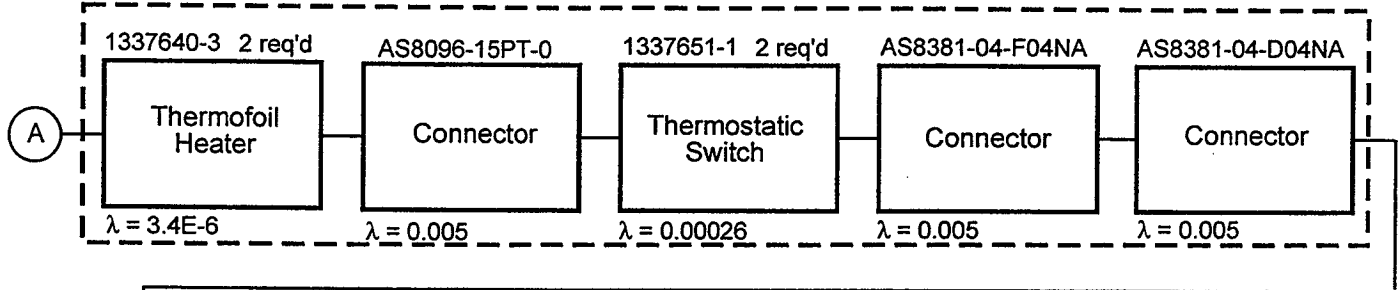 1337640-3 2 req'd
AS8096-15PT-0
1337651-1 2 req'd
AS8381-04-F04NA
AS8381-04-D04NA
A
Thermofoil
Heater
Connector
Thermostatic
Switch
Connector
Connector
λ = 3.4E-6
λ = 0.005
λ = 0.00026
λ = 0.005
λ = 0.005